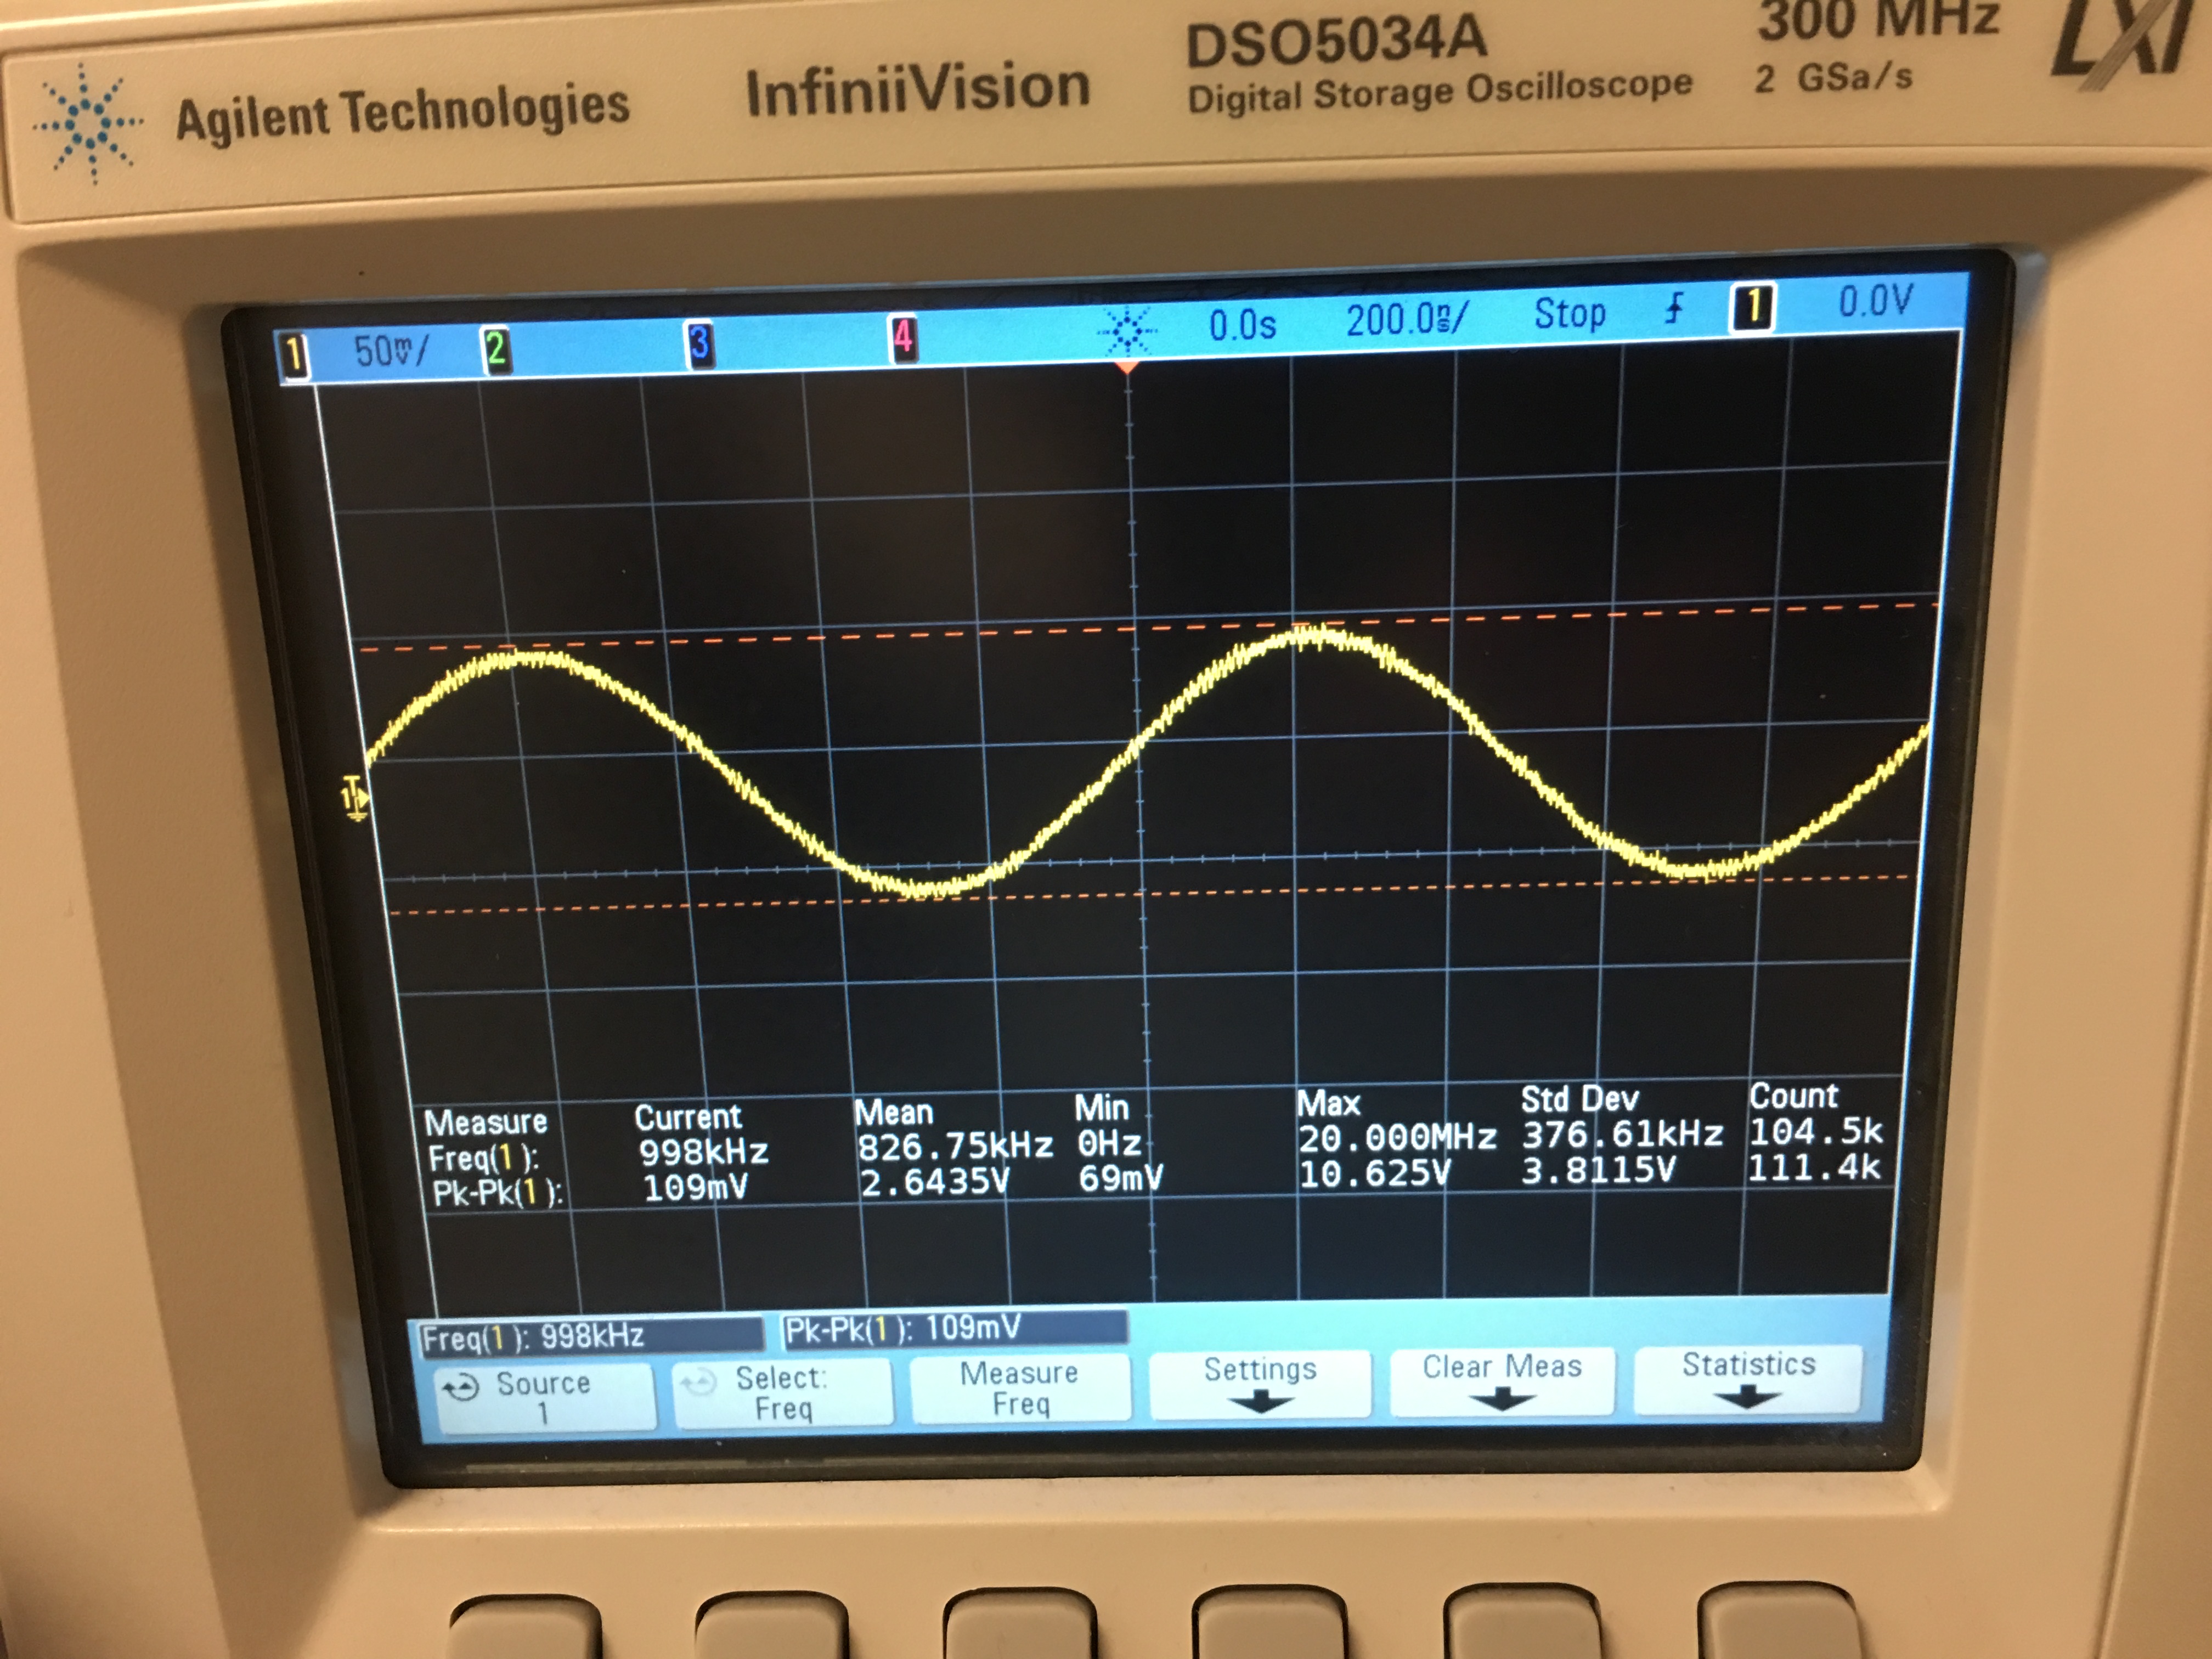 Agilent Technologies InfiniiVision DSO5034A 300 MHz LXI
Digital Storage Oscilloscope 2 GSa/s
1 50mV/ 2 3 4 0.0s 200.0ns/ Stop 1 0.0V
1
Measure Current Mean Min Max Std Dev Count
Freq(1): 998kHz 826.75kHz 0Hz 20.000MHz 376.61kHz 104.5k
Pk-Pk(1): 109mV 2.6435V 69mV 10.625V 3.8115V 111.4k
Freq(1): 998kHz Pk-Pk(1): 109mV
Source Select: Measure Settings Clear Meas Statistics
1 Freq Freq